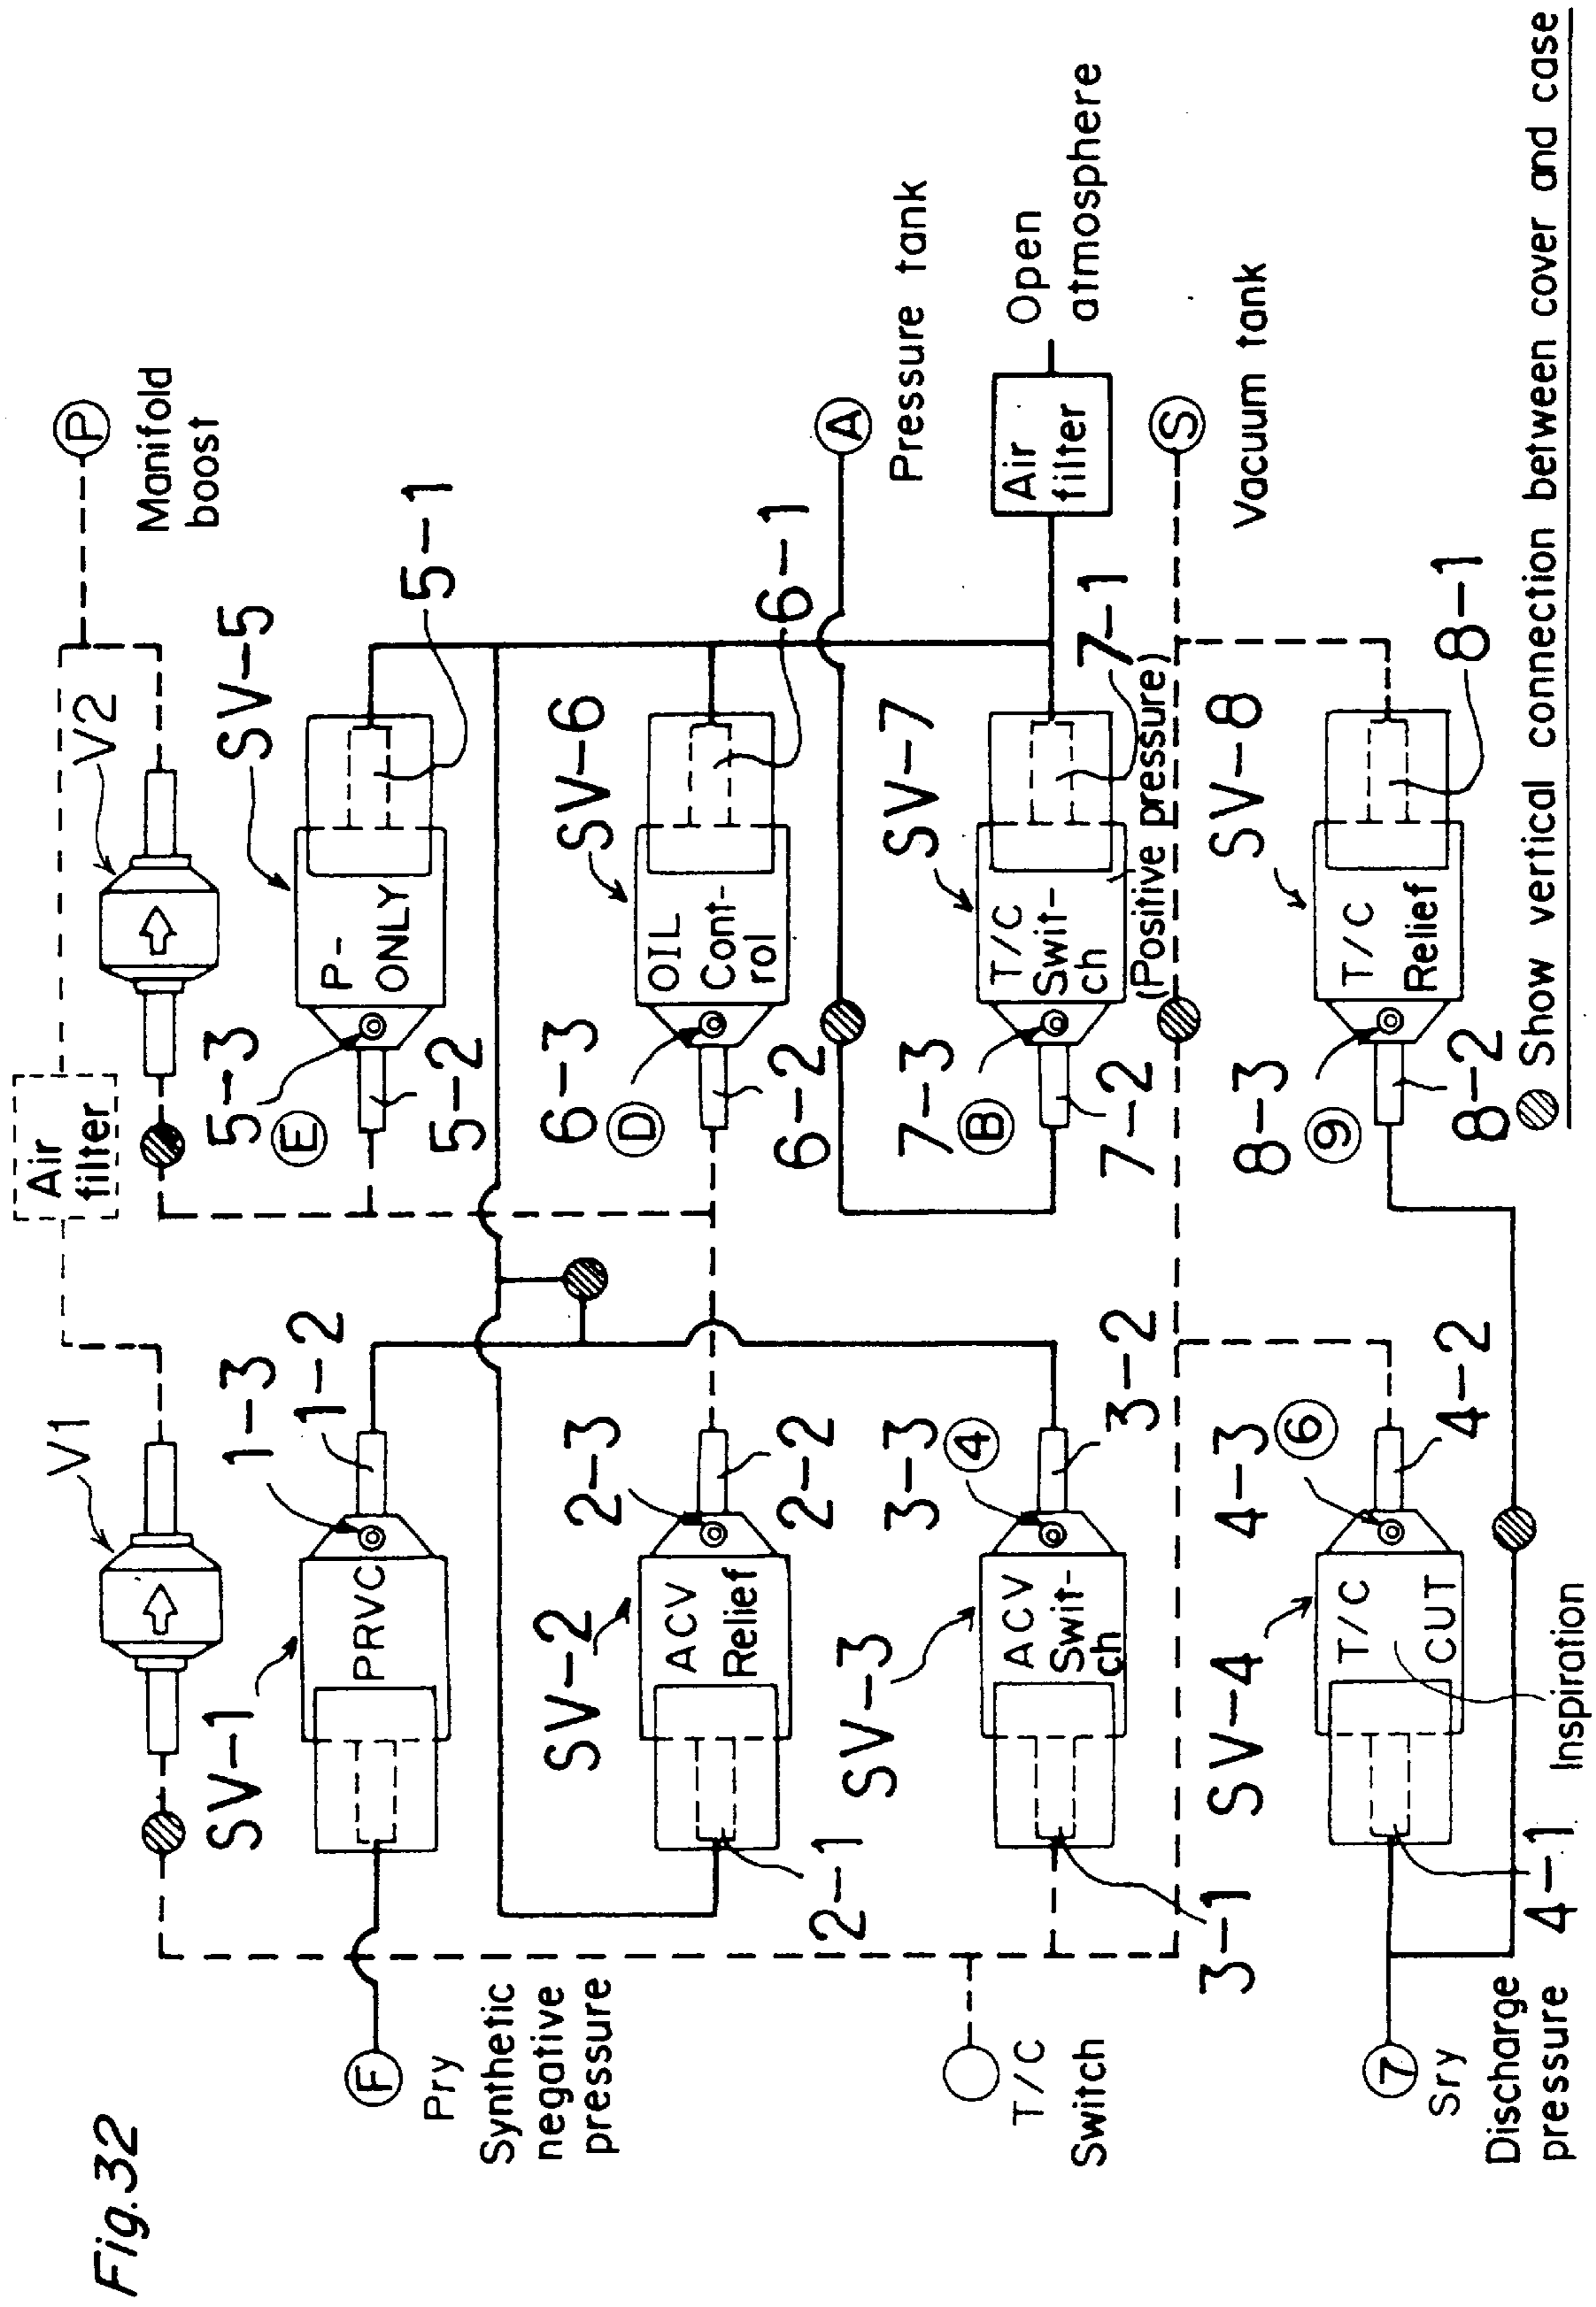 Fig.32
V1
Air
filter
V2
P
Manifold
boost
SV-1
PRVC
1-3
1-2
5-3
E
5-2
P-
ONLY
SV-5
5-1
F
Pry
Synthetic
negative
pressure
SV-2
ACV
Relief
2-1
2-3
2-2
6-3
D
6-2
OIL
Cont-
rol
SV-6
6-1
A
Pressure tank
SV-3
ACV
Swit-
ch
3-1
3-3
4
3-2
7-3
B
7-2
T/C
Swit-
ch
(Positive pressure)
SV-7
7-1
Air
filter
Open
atmosphere
T/C
Switch
S
Vacuum tank
SV-4
T/C
CUT
Inspiration
4-1
4-3
6
4-2
8-3
9
8-2
T/C
Relief
SV-8
8-1
7
Sry
Discharge
pressure
Show vertical connection between cover and case